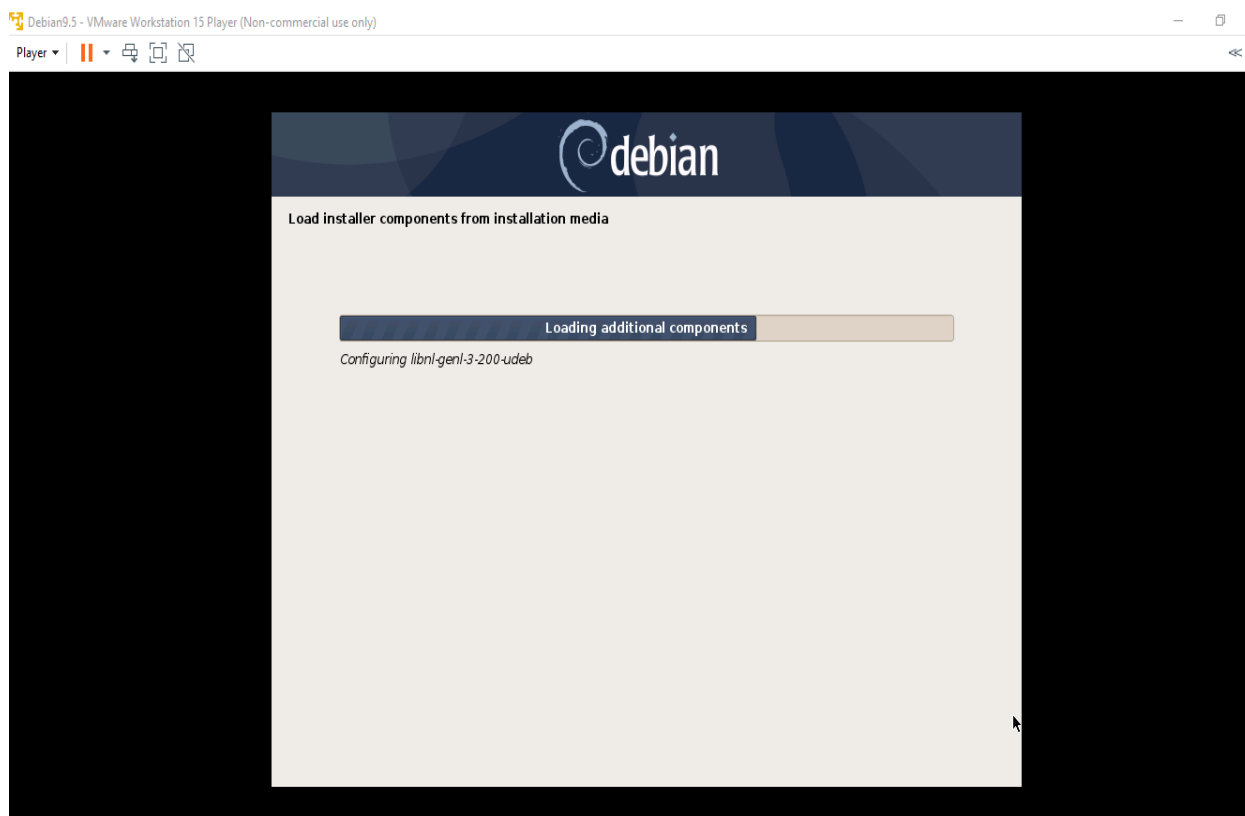 Debian9.5 - VMware Workstation 15 Player (Non-commercial use only)
Player
debian
Load installer components from installation media
Loading additional components
Configuring libnl-genl-3-200-udeb